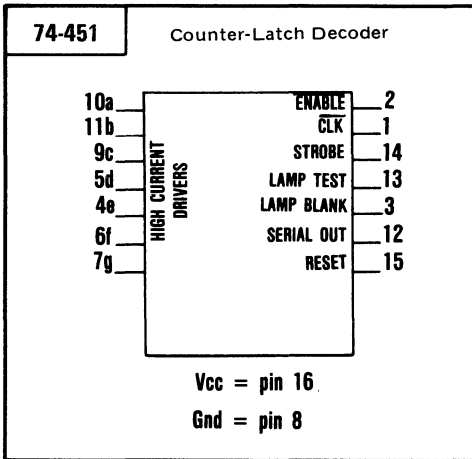 74-451
Counter-Latch Decoder
10a
11b
9c
5d
4e
6f
7g
HIGH CURRENT
DRIVERS
ENABLE 2
CLK 1
STROBE 14
LAMP TEST 13
LAMP BLANK 3
SERIAL OUT 12
RESET 15
Vcc = pin 16
Gnd = pin 8